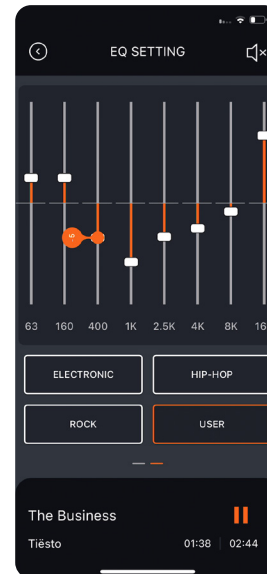 EQ SETTING
63 160 400 1K 2.5K 4K 8K 16
ELECTRONIC HIP-HOP
ROCK USER
The Business
Tiësto 01:38 02:44